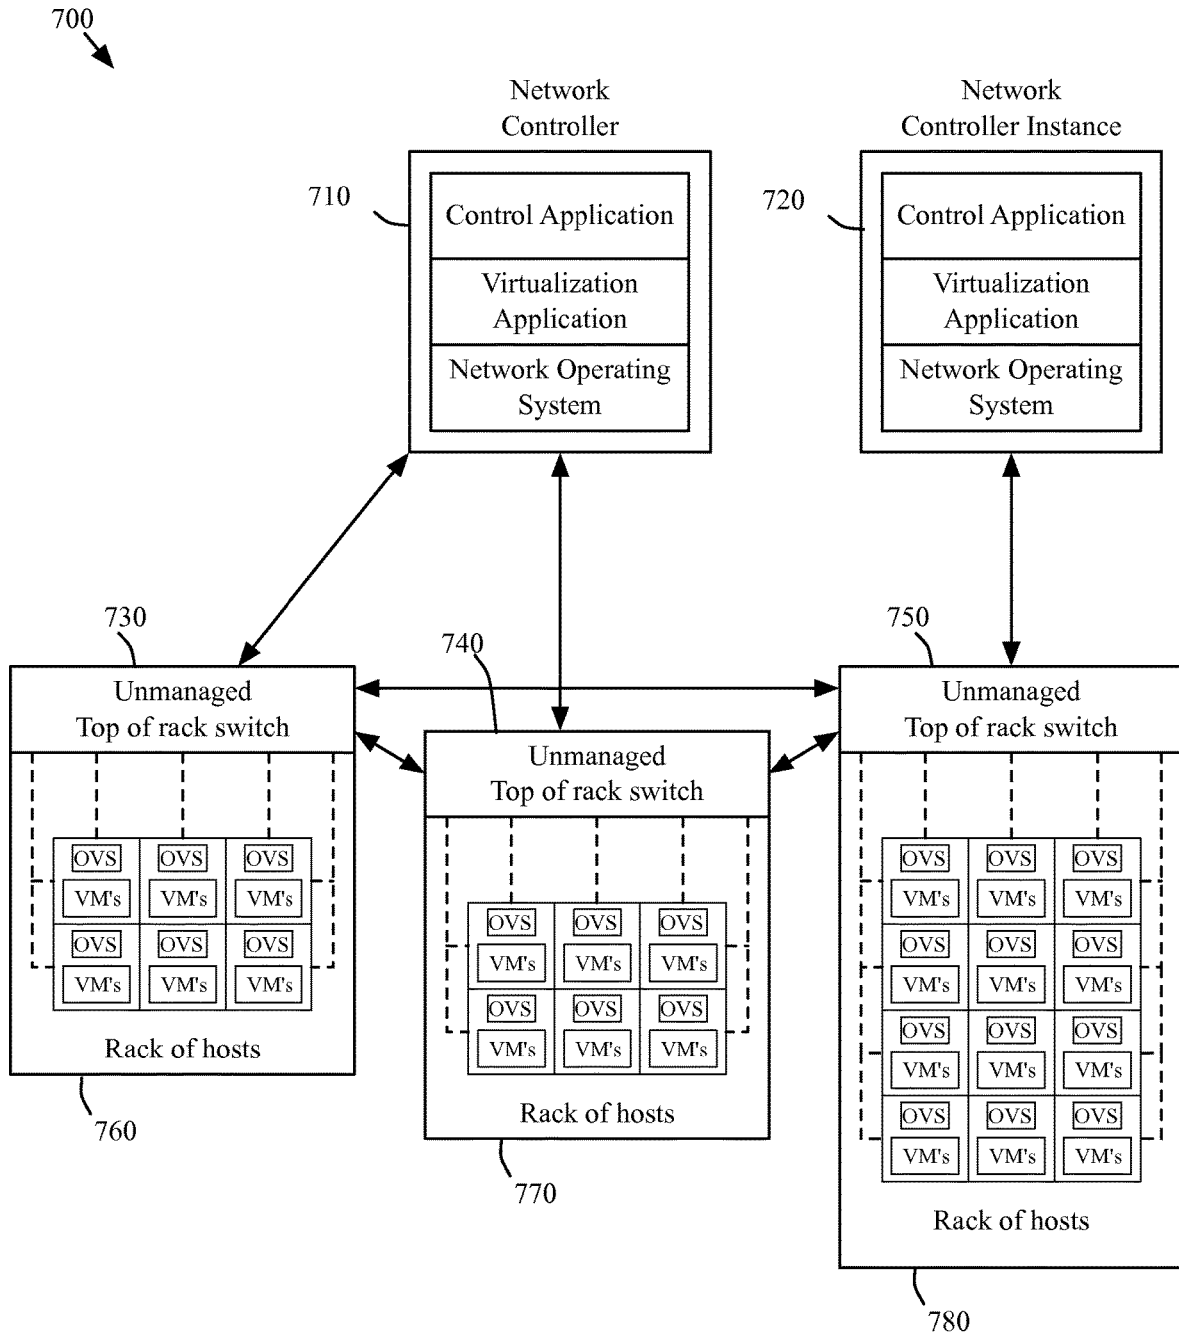 700
Network
Controller
Network
Controller Instance
710
720
Control Application
Virtualization
Application
Network Operating
System
Control Application
Virtualization
Application
Network Operating
System
730
740
750
Unmanaged
Top of rack switch
Unmanaged
Top of rack switch
Unmanaged
Top of rack switch
OVS OVS OVS
VM's VM's VM's
OVS OVS OVS
VM's VM's VM's
Rack of hosts
760
OVS OVS OVS
VM's VM's VM's
OVS OVS OVS
VM's VM's VM's
Rack of hosts
770
OVS OVS OVS
VM's VM's VM's
OVS OVS OVS
VM's VM's VM's
OVS OVS OVS
VM's VM's VM's
OVS OVS OVS
VM's VM's VM's
Rack of hosts
780